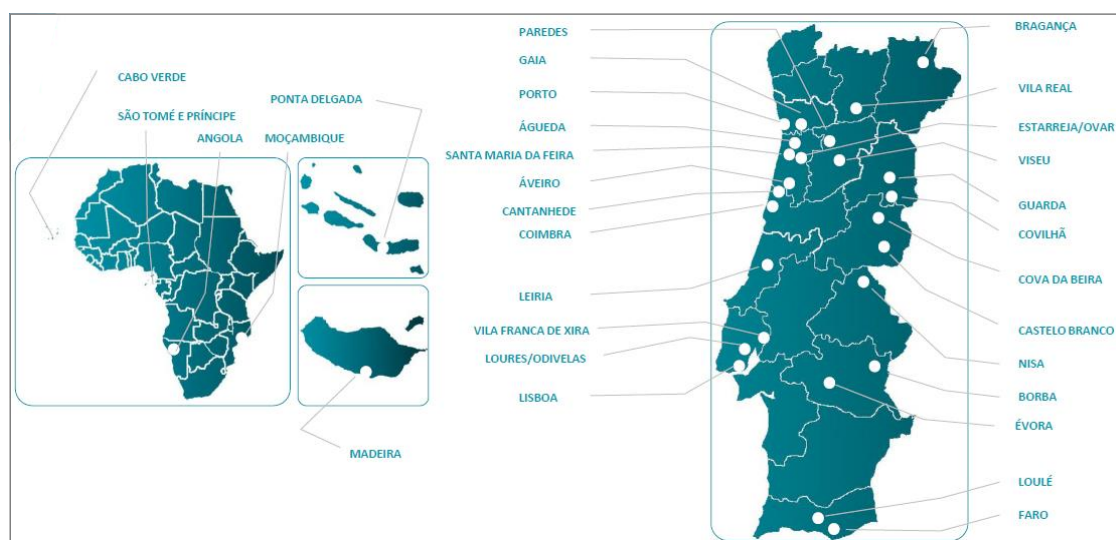 CABO VERDE
SÃO TOMÉ E PRÍNCIPE
ANGOLA
MOÇAMBIQUE
PONTA DELGADA
MADEIRA
PAREDES
GAIA
PORTO
ÁGUEDA
SANTA MARIA DA FEIRA
ÁVEIRO
CANTANHEDE
COIMBRA
LEIRIA
VILA FRANCA DE XIRA
LOURES/ODIVELAS
LISBOA
BRAGANÇA
VILA REAL
ESTARREJA/OVAR
VISEU
GUARDA
COVILHÃ
COVA DA BEIRA
CASTELO BRANCO
NISA
BORBA
ÉVORA
LOULÉ
FARO